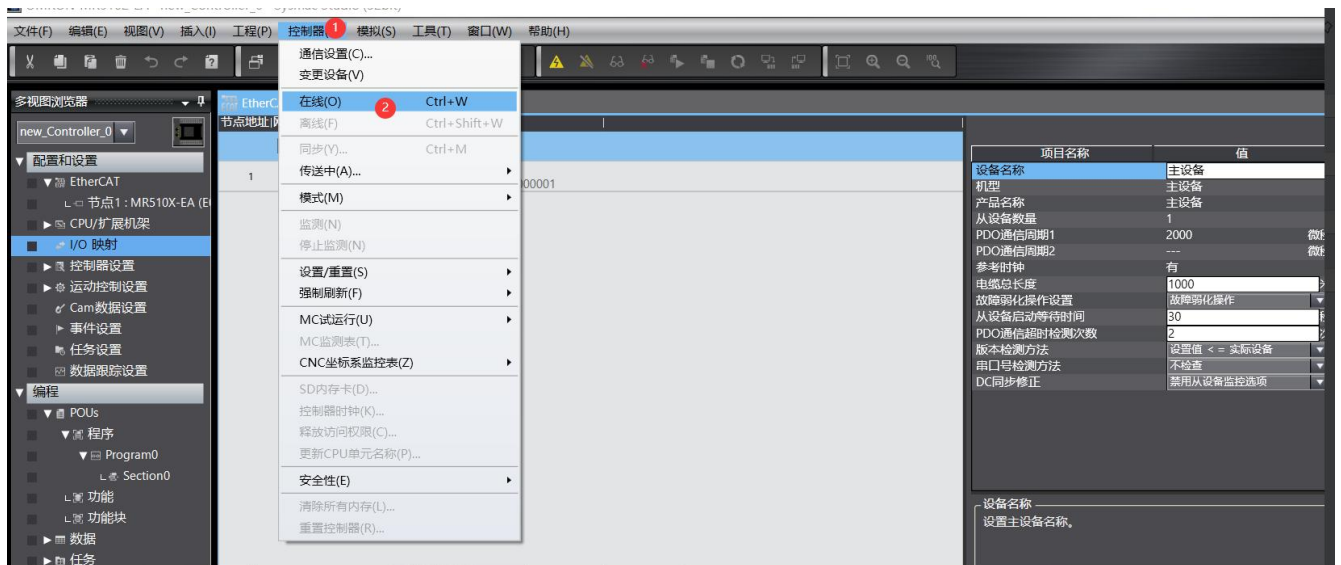 文件(F) 编辑(E) 视图(V) 插入(I) 工程(P) 控制器 1 模拟(S) 工具(T) 窗口(W) 帮助(H)
通信设置(C)...
变更设备(V)
在线(O) 2 Ctrl+W
离线(F) Ctrl+Shift+W
同步(Y)... Ctrl+M
传送中(A)...
模式(M)
监测(N)
停止监测(N)
设置/重置(S)
强制刷新(F)
MC试运行(U)
MC监测表(T)...
CNC坐标系监控表(Z)
SD内存卡(D)...
控制器时钟(K)...
释放访问权限(C)...
更新CPU单元名称(P)...
安全性(E)
清除所有内存(L)...
重置控制器(R)...
多视图浏览器
new_Controller_0
配置和设置
EtherCAT
节点1 : MR510X-EA (E
CPU/扩展机架
I/O 映射
控制器设置
运动控制设置
Cam数据设置
事件设置
任务设置
数据跟踪设置
编程
POUs
程序
Program0
Section0
功能
功能块
数据
任务
EtherC
节点地址
1
00001
项目名称 值
设备名称 主设备
机型 主设备
产品名称 主设备
从设备数量 1
PDO通信周期1 2000 微
PDO通信周期2 --- 微
参考时钟 有
电缆总长度 1000
故障弱化操作设置 故障弱化操作
从设备启动等待时间 30
PDO通信超时检测次数 2
版本检测方法 设置值 < = 实际设备
串口号检测方法 不检查
DC同步修正 禁用从设备监控选项
设备名称
设置主设备名称。